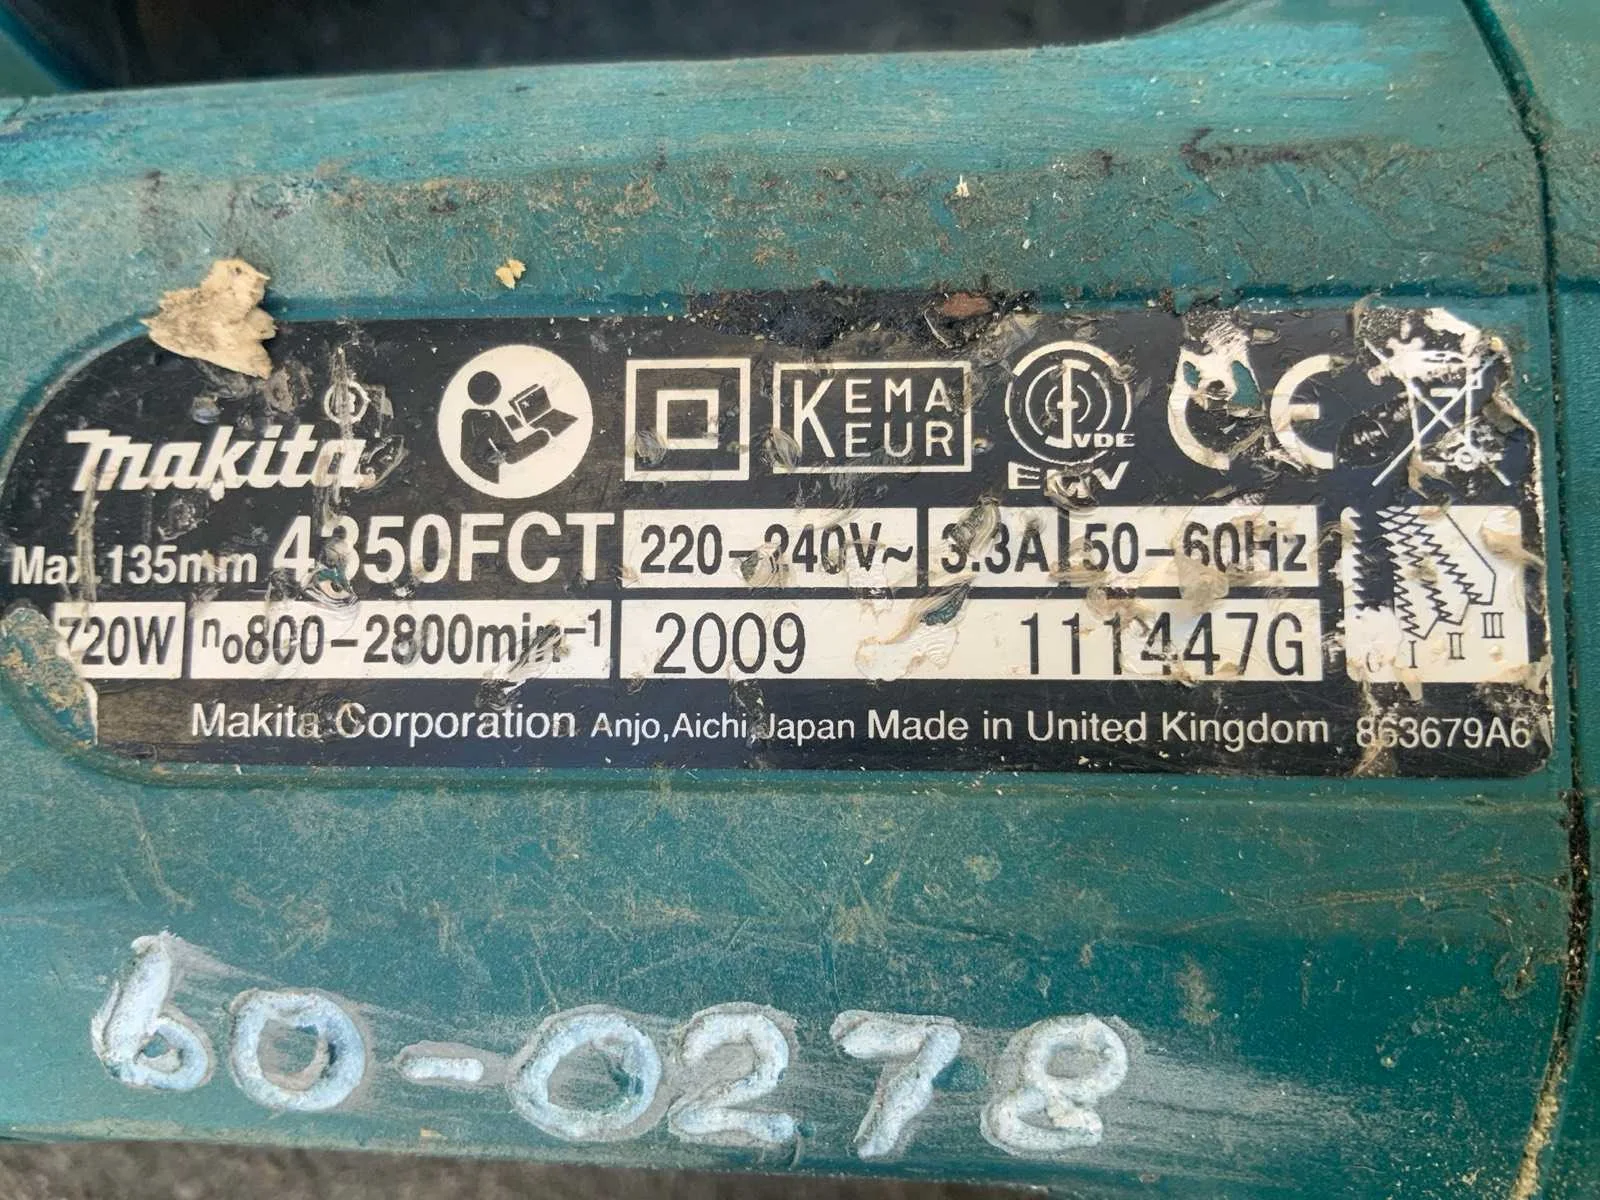 makita
KEMA
KEUR
VDE
EMV
CE
Max.135mm 4350FCT 220-240V~ 3.3A 50-60Hz
720W n₀800-2800min⁻¹ 2009 111447G
0 I II III
Makita Corporation Anjo,Aichi,Japan Made in United Kingdom 863679A6
60-0278